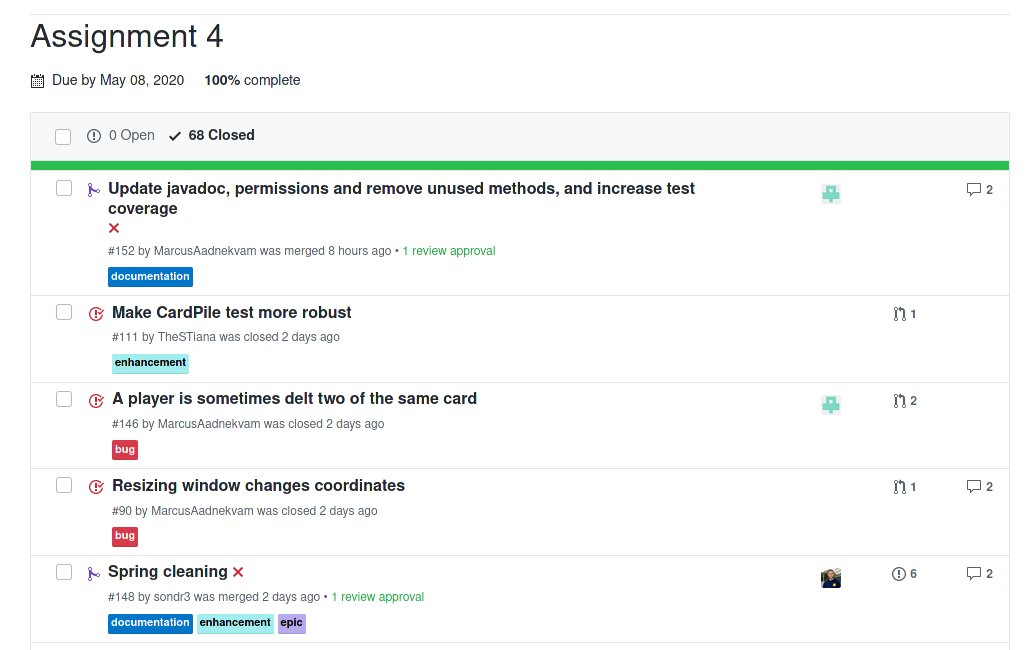 Assignment 4
Due by May 08, 2020 100% complete
0 Open 68 Closed
Update javadoc, permissions and remove unused methods, and increase test
coverage
2
#152 by MarcusAadnekvam was merged 8 hours ago • 1 review approval
documentation
Make CardPile test more robust
1
#111 by TheSTiana was closed 2 days ago
enhancement
A player is sometimes delt two of the same card
2
#146 by MarcusAadnekvam was closed 2 days ago
bug
Resizing window changes coordinates
1 2
#90 by MarcusAadnekvam was closed 2 days ago
bug
Spring cleaning
6 2
#148 by sondr3 was merged 2 days ago • 1 review approval
documentation enhancement epic